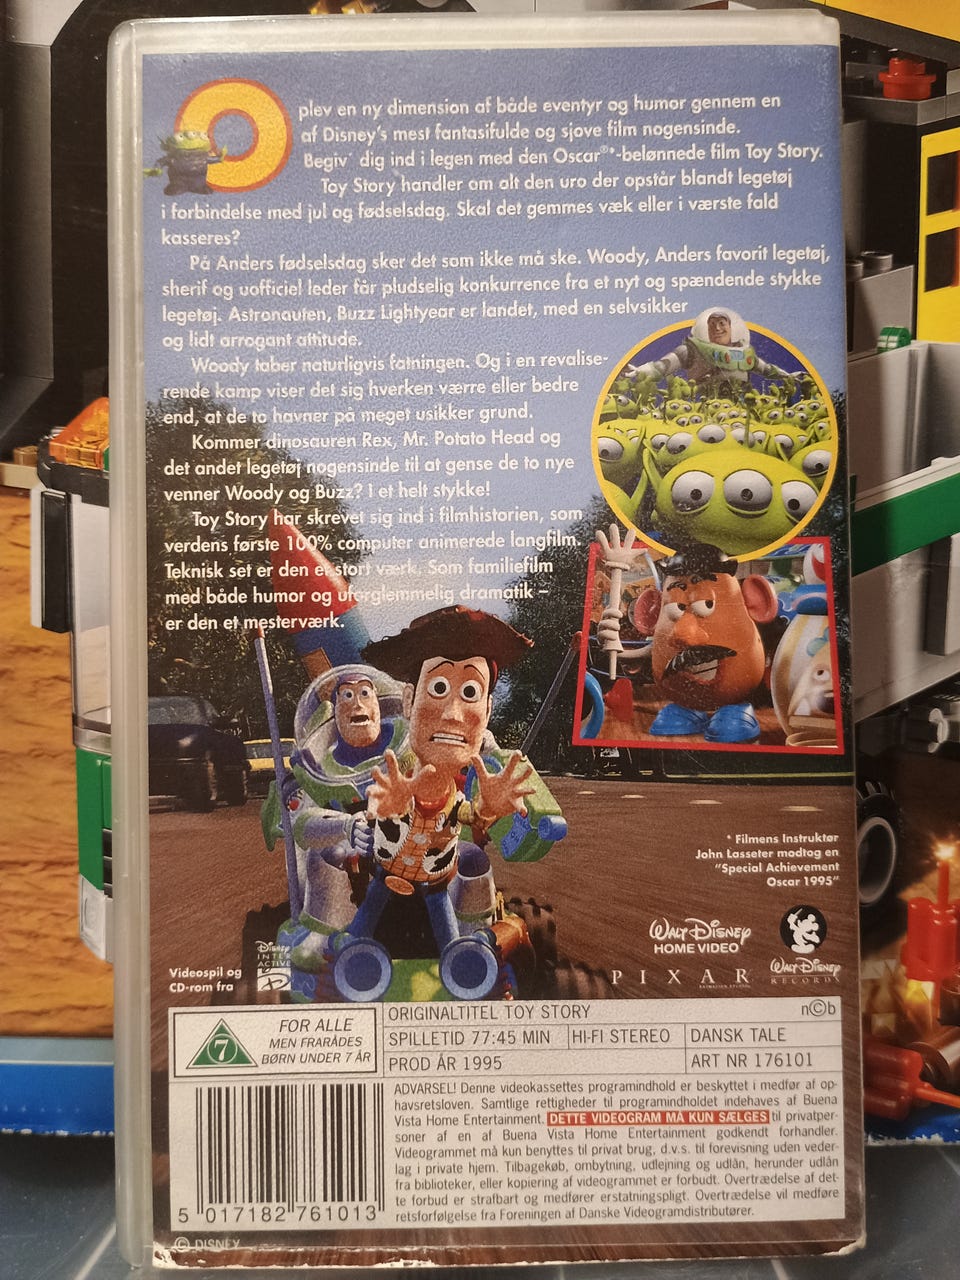 Oplev en ny dimension af både eventyr og humor gennem en
af Disney's mest fantasifulde og sjove film nogensinde.
Begiv dig ind i legen med den Oscar®*-belønnede film Toy Story.
Toy Story handler om alt den uro der opstår blandt legetøj
i forbindelse med jul og fødselsdag. Skal det gemmes væk eller i værste fald
kasseres?
På Anders fødselsdag sker det som ikke må ske. Woody, Anders favorit legetøj,
sherif og uofficiel leder får pludselig konkurrence fra et nyt og spændende stykke
legetøj. Astronauten, Buzz Lightyear er landet, med en selvsikker
og lidt arrogant attitude.
Woody taber naturligvis fatningen. Og i en revalise-
rende kamp viser det sig hverken værre eller bedre
end, at de to havner på meget usikker grund.
Kommer dinosauren Rex, Mr. Potato Head og
det andet legetøj nogensinde til at gense de to nye
venner Woody og Buzz? I et helt stykke!
Toy Story har skrevet sig ind i filmhistorien, som
verdens første 100% computer animerede langfilm.
Teknisk set er den et stort værk. Som familiefilm
med både humor og uforglemmelig dramatik –
er den et mesterværk.
* Filmens Instruktør
John Lasseter modtog en
"Special Achievement
Oscar 1995"
Videospil og
CD-rom fra
Disney
INTER
ACTIVE
Walt Disney
HOME VIDEO
PIXAR
ANIMATION STUDIOS
Walt Disney
RECORDS
7
FOR ALLE
MEN FRARÅDES
BØRN UNDER 7 ÅR
ORIGINALTITEL TOY STORY n©b
SPILLETID 77:45 MIN HI-FI STEREO DANSK TALE
PROD ÅR 1995 ART NR 176101
ADVARSEL! Denne videokassettes programindhold er beskyttet i medfør af op-
havsretsloven. Samtlige rettigheder til programindholdet indehaves af Buena
Vista Home Entertainment. DETTE VIDEOGRAM MÅ KUN SÆLGES til privatper-
soner af en af Buena Vista Home Entertainment godkendt forhandler.
Videogrammet må kun benyttes til privat brug, d.v.s. til forevisning uden veder-
lag i private hjem. Tilbagekøb, ombytning, udlejning og udlån, herunder udlån
fra biblioteker, eller kopiering af videogrammet er forbudt. Overtrædelse af det-
te forbud er strafbart og medfører erstatningspligt. Overtrædelse vil medføre
retsforfølgelse fra Foreningen af Danske Videogramdistributører.
5 017182 761013
© DISNEY